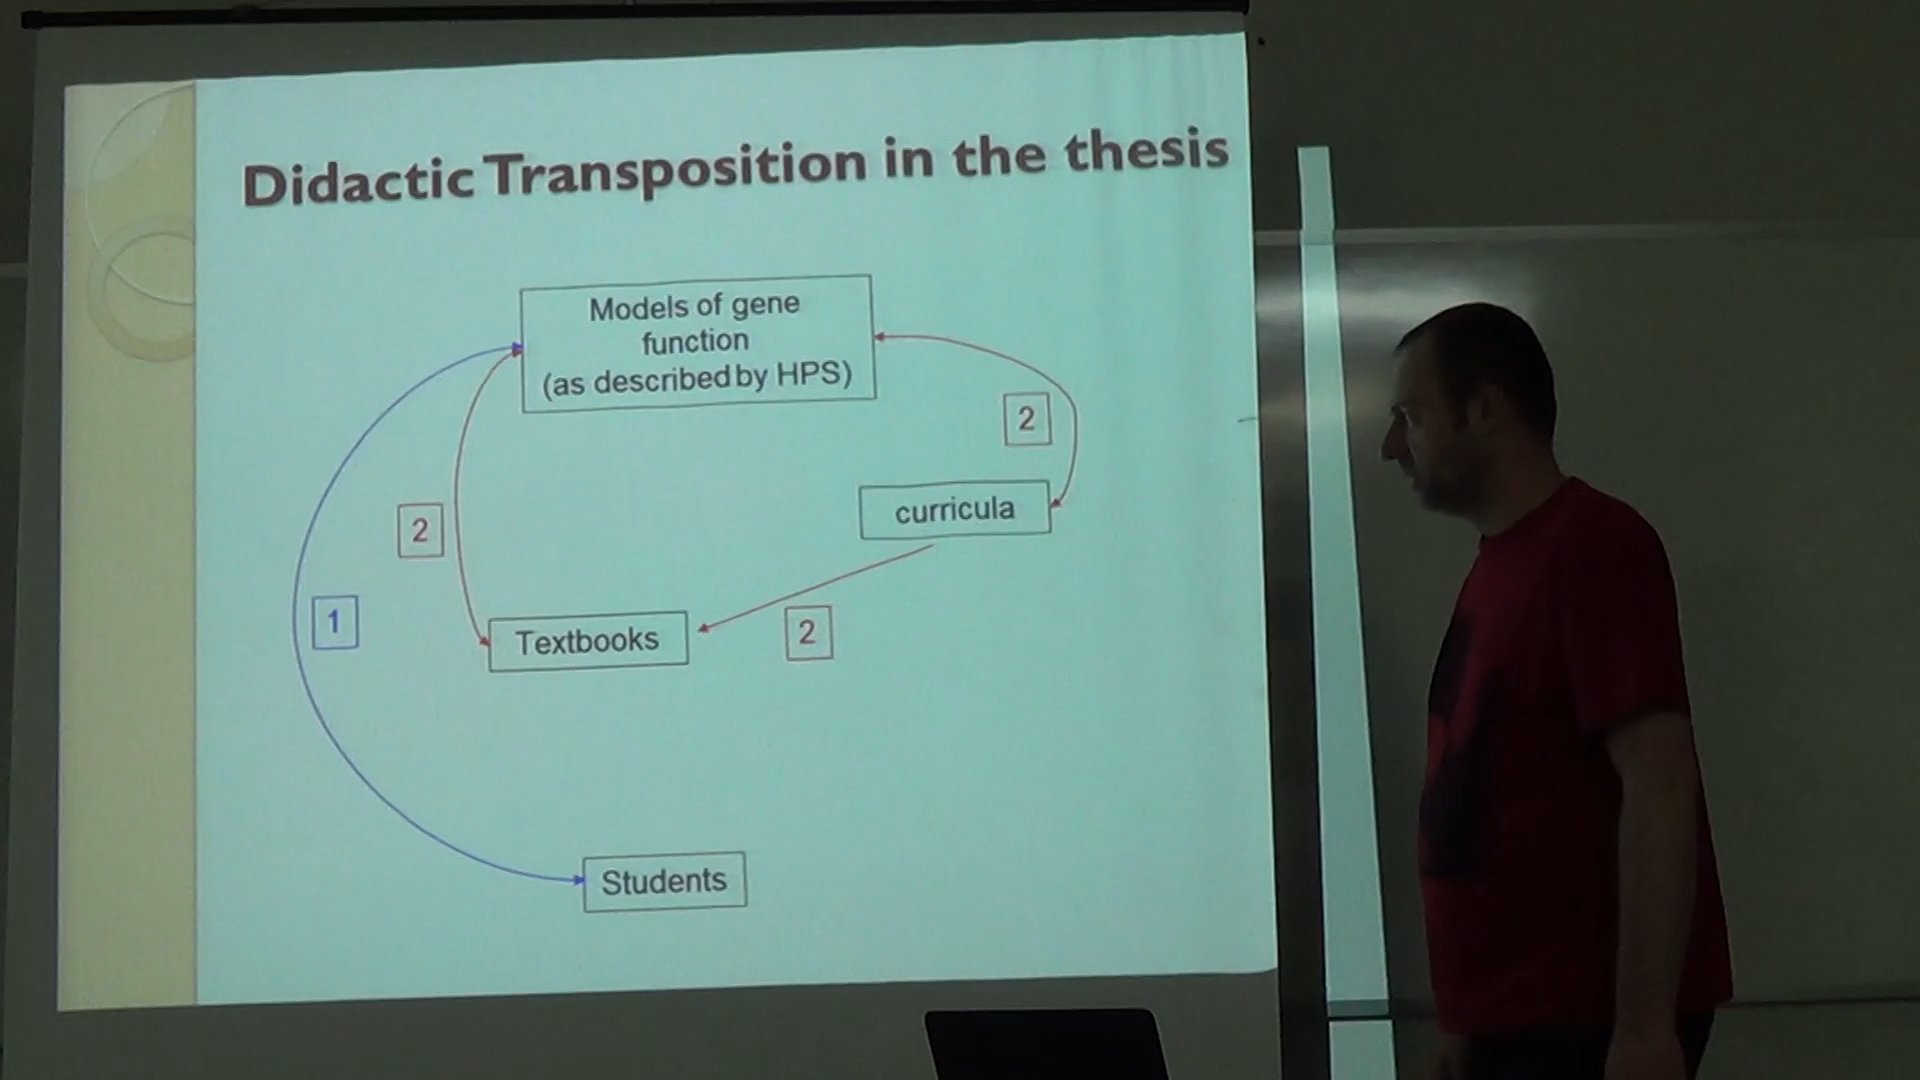 Didactic Transposition in the thesis
Models of gene
function
(as described by HPS)
2
curricula
2
1
Textbooks
2
Students